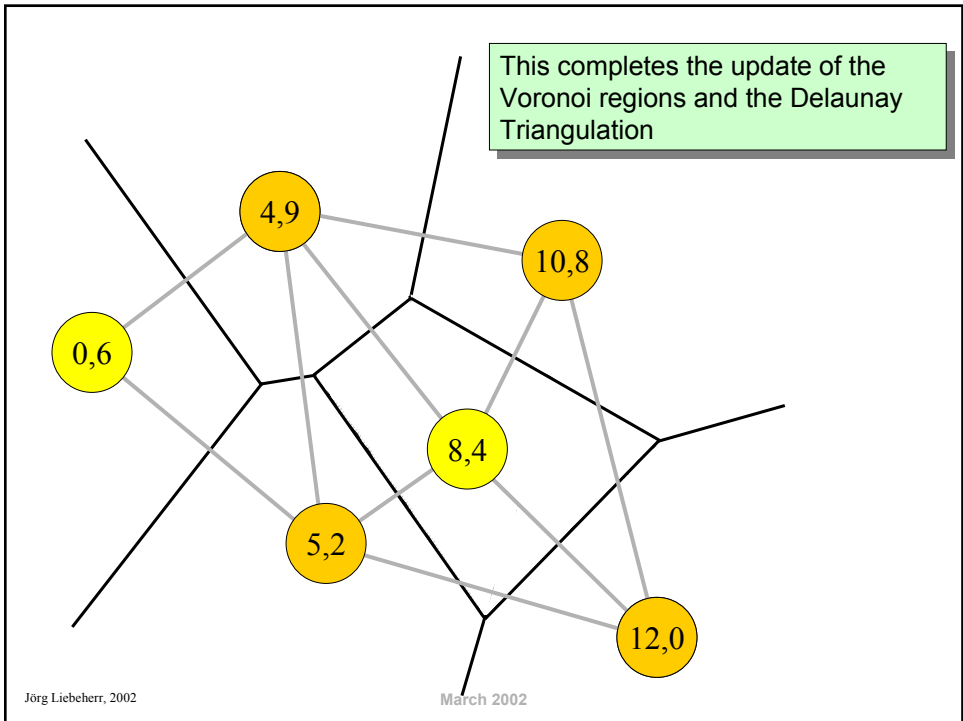 This completes the update of the
Voronoi regions and the Delaunay
Triangulation
4,9
10,8
0,6
8,4
5,2
12,0
Jörg Liebeherr, 2002
March 2002